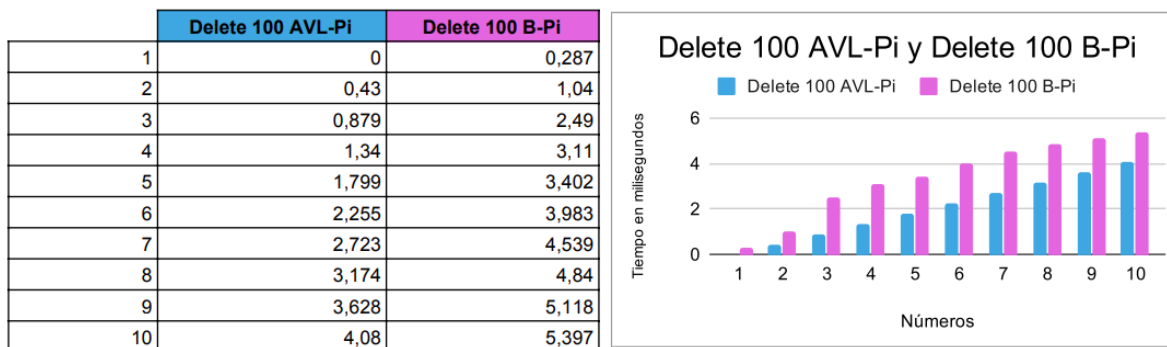 Delete 100 AVL-Pi Delete 100 B-Pi
1 0 0,287
2 0,43 1,04
3 0,879 2,49
4 1,34 3,11
5 1,799 3,402
6 2,255 3,983
7 2,723 4,539
8 3,174 4,84
9 3,628 5,118
10 4,08 5,397
Delete 100 AVL-Pi y Delete 100 B-Pi
Delete 100 AVL-Pi Delete 100 B-Pi
Tiempo en milisegundos
6
4
2
0
1 2 3 4 5 6 7 8 9 10
Números